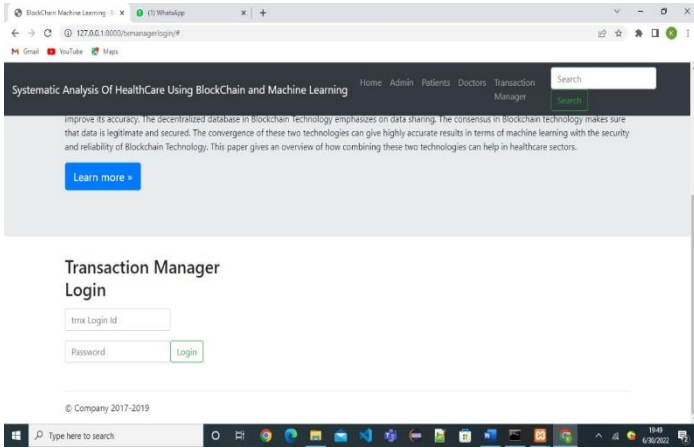 BlockChain Machine Learning - E
(1) WhatsApp
127.0.0.1:8000/txmanagerlogin/#
Gmail YouTube Maps
Systematic Analysis Of HealthCare Using BlockChain and Machine Learning
Home Admin Patients Doctors Transaction Manager
Search
Search
improve its accuracy. The decentralized database in Blockchain Technology emphasizes on data sharing. The consensus in Blockchain technology makes sure
that data is legitimate and secured. The convergence of these two technologies can give highly accurate results in terms of machine learning with the security
and reliability of Blockchain Technology. This paper gives an overview of how combining these two technologies can help in healthcare sectors.
Learn more »
Transaction Manager
Login
trnx Login Id
Password
Login
© Company 2017-2019
Type here to search
19:49
6/30/2022